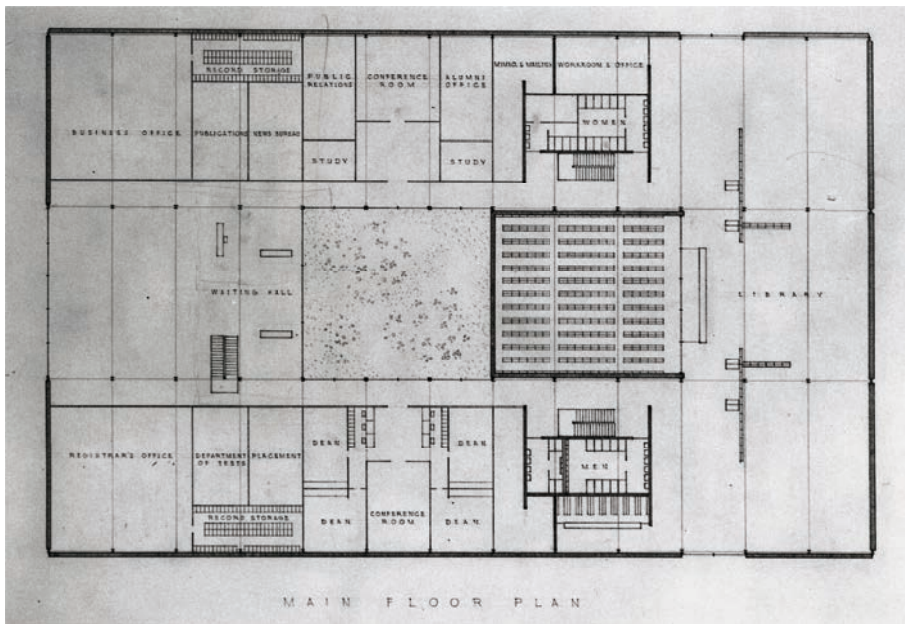 RECORD STORAGE
PUBLIC
RELATIONS
CONFERENCE
ROOM
ALUMNI
OFFICE
WORKROOM & OFFICE
BUSINESS OFFICE
PUBLICATIONS
NEWS BUREAU
WOMEN
STUDY
STUDY
WAITING HALL
LIBRARY
REGISTRAR'S OFFICE
DEPARTMENT
OF TESTS
PLACEMENT
DEAN
DEAN
MEN
RECORD STORAGE
DEAN
CONFERENCE
ROOM
DEAN
MAIN FLOOR PLAN